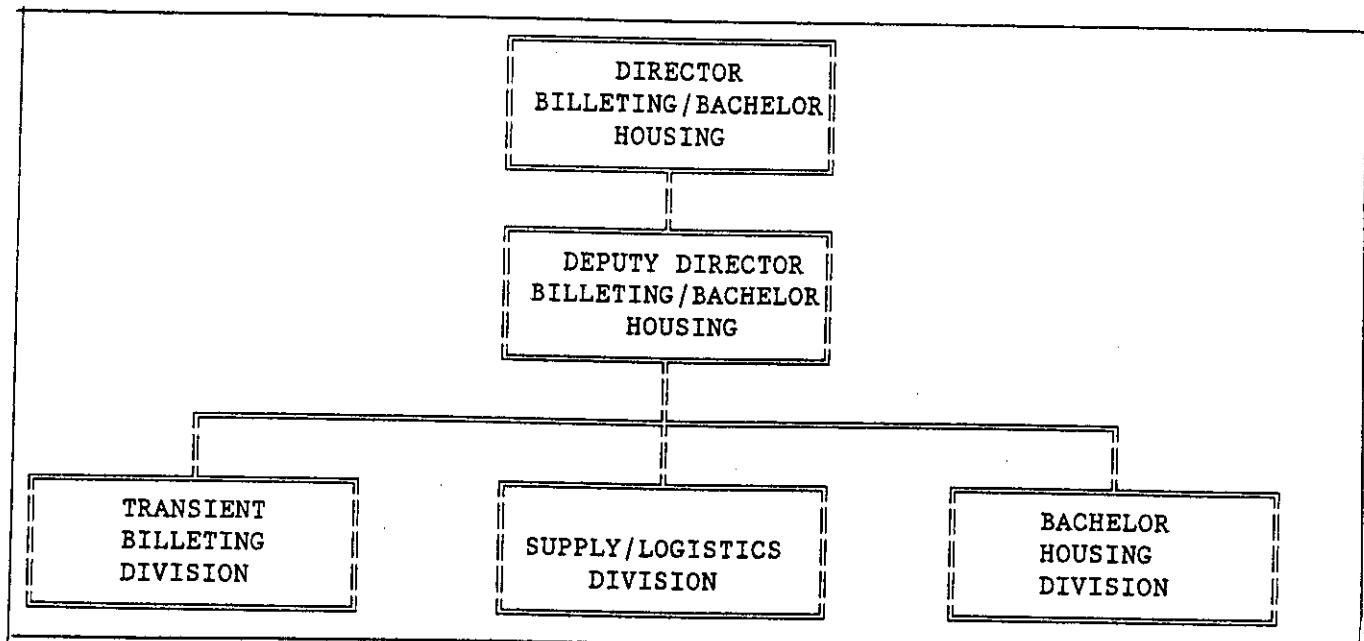 DIRECTOR
BILLETING/BACHELOR
HOUSING
DEPUTY DIRECTOR
BILLETING/BACHELOR
HOUSING
TRANSIENT
BILLETING
DIVISION
SUPPLY/LOGISTICS
DIVISION
BACHELOR
HOUSING
DIVISION